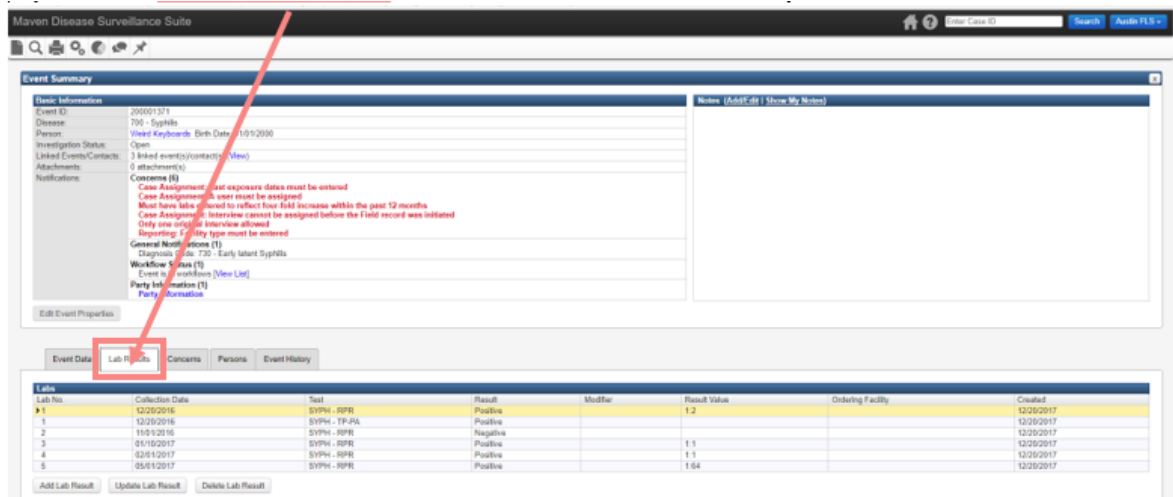 Maven Disease Surveillance Suite
Enter Case ID
Search
Austin FLS
Event Summary
x
Basic Information
Event ID: 200001371
Disease: 700 - Syphilis
Person: Weird Keyboards Birth Date: 01/01/2000
Investigation Status: Open
Linked Events/Contacts: 3 linked event(s)/contact(s) (View)
Attachments: 0 attachment(s)
Notifications: Concerns (6)
Case Assignment: Last exposure dates must be entered
Case Assignment: A user must be assigned
Must have labs entered to reflect four-fold increase within the past 12 months
Case Assignment: Interview cannot be assigned before the Field record was initiated
Only one original interview allowed
Reporting: Facility type must be entered
General Notifications (1)
Diagnosis Code: 730 - Early latent Syphilis
Workflow Status (1)
Event is workflows [View List]
Party Information (1)
Party Information
Notes (Add/Edit | Show My Notes)
Edit Event Properties
Event Data Lab Results Concerns Persons Event History
Labs
Lab No. Collection Date Test Result Modifier Result Value Ordering Facility Created
1 12/20/2016 SYPH - RPR Positive 1:2 12/20/2017
1 12/20/2016 SYPH - TP-PA Positive 12/20/2017
2 11/01/2016 SYPH - RPR Negative 12/20/2017
3 01/10/2017 SYPH - RPR Positive 1:1 12/20/2017
4 02/01/2017 SYPH - RPR Positive 1:1 12/20/2017
5 05/01/2017 SYPH - RPR Positive 1:64 12/20/2017
Add Lab Result Update Lab Result Delete Lab Result